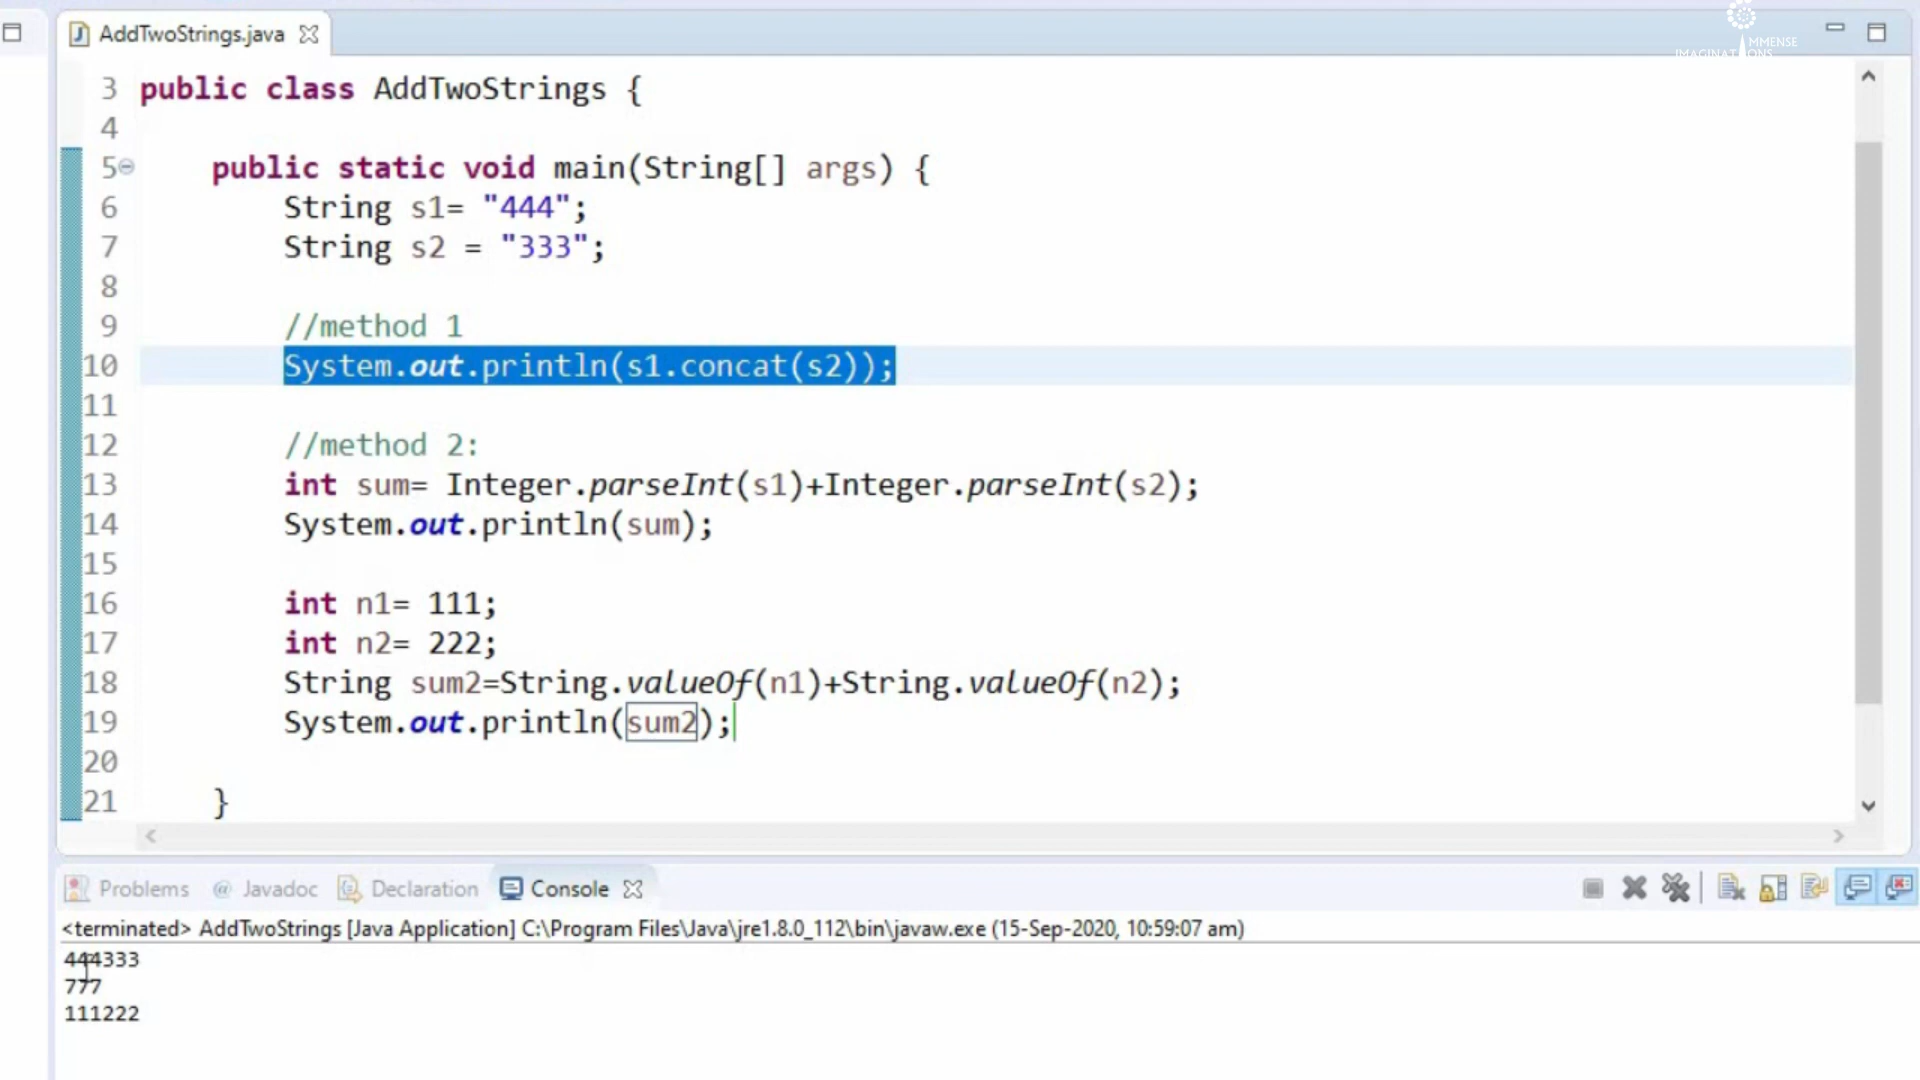 AddTwoStrings.java
IMMENSE
IMAGINATIONS
3 public class AddTwoStrings {
4
5 public static void main(String[] args) {
6 String s1= "444";
7 String s2 = "333";
8
9 //method 1
10 System.out.println(s1.concat(s2));
11
12 //method 2:
13 int sum= Integer.parseInt(s1)+Integer.parseInt(s2);
14 System.out.println(sum);
15
16 int n1= 111;
17 int n2= 222;
18 String sum2=String.valueOf(n1)+String.valueOf(n2);
19 System.out.println(sum2);
20
21 }
Problems @ Javadoc Declaration Console
<terminated> AddTwoStrings [Java Application] C:\Program Files\Java\jre1.8.0_112\bin\javaw.exe (15-Sep-2020, 10:59:07 am)
444333
777
111222